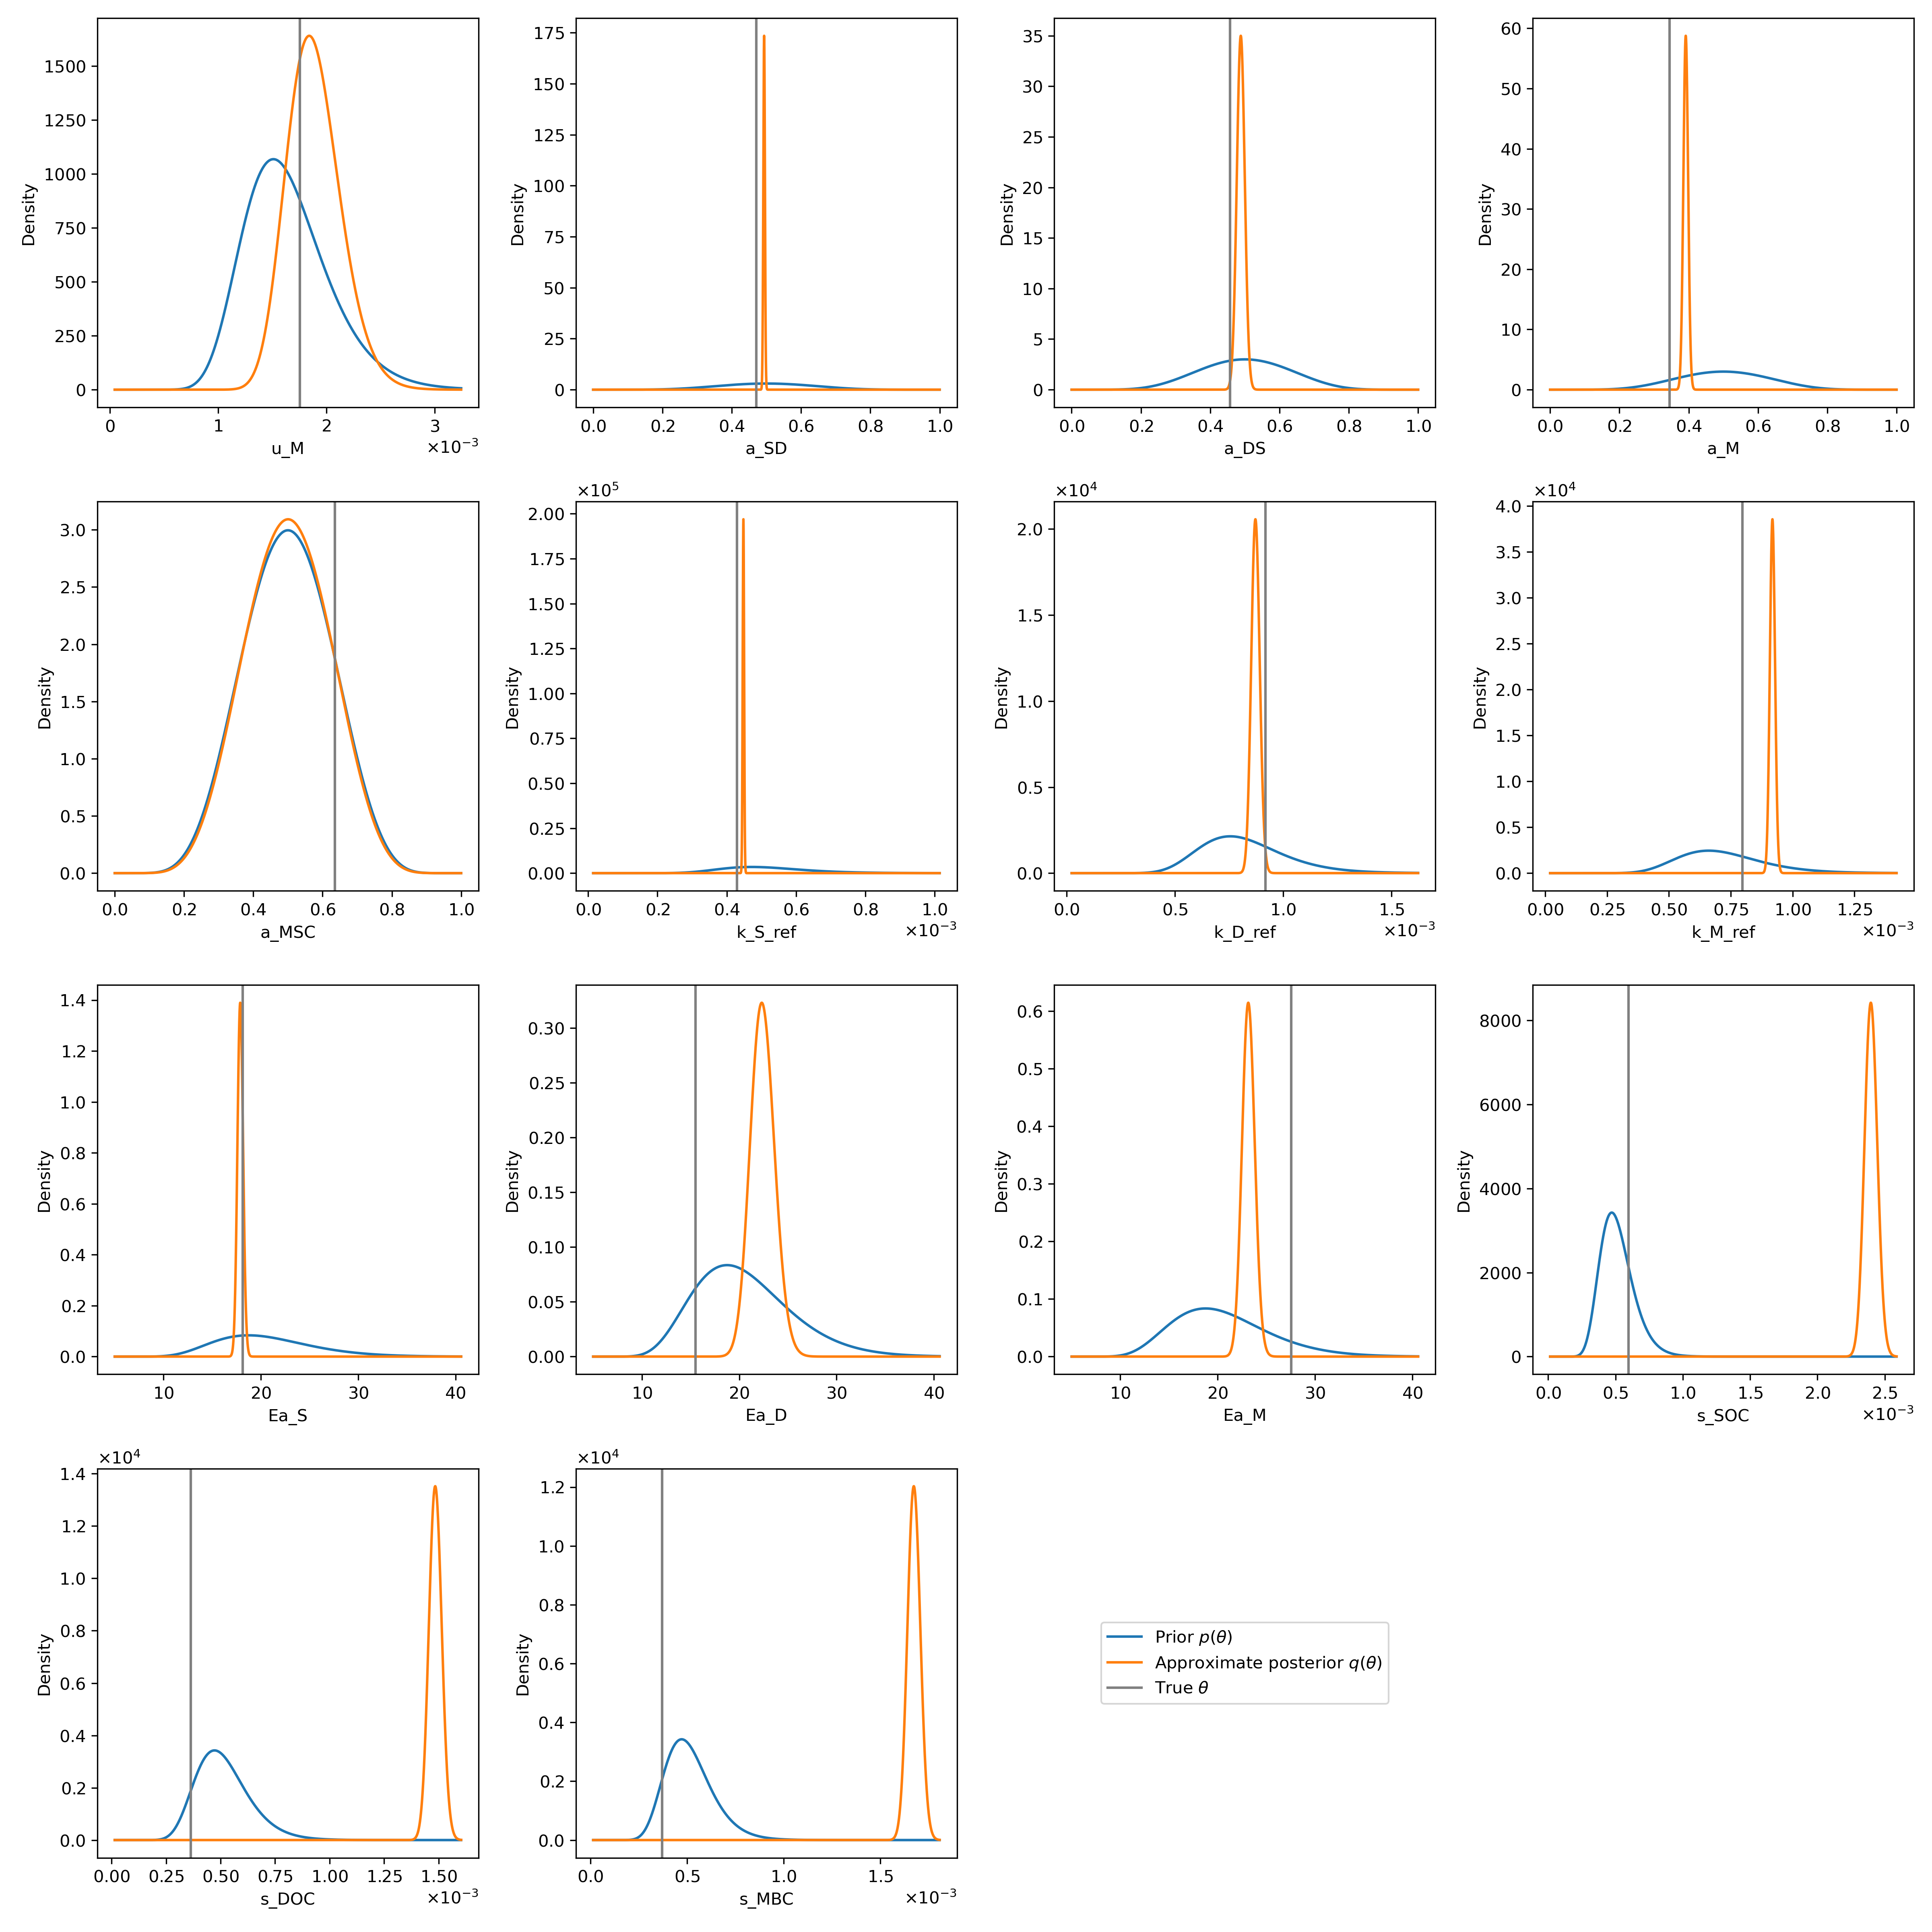 Density
1500
1250
1000
750
500
250
0
0 1 2 3
u_M ×10⁻³
Density
175
150
125
100
75
50
25
0
0.0 0.2 0.4 0.6 0.8 1.0
a_SD
Density
35
30
25
20
15
10
5
0
0.0 0.2 0.4 0.6 0.8 1.0
a_DS
Density
60
50
40
30
20
10
0
0.0 0.2 0.4 0.6 0.8 1.0
a_M
Density
3.0
2.5
2.0
1.5
1.0
0.5
0.0
0.0 0.2 0.4 0.6 0.8 1.0
a_MSC
×10⁵
Density
2.00
1.75
1.50
1.25
1.00
0.75
0.50
0.25
0.00
0.0 0.2 0.4 0.6 0.8 1.0
k_S_ref ×10⁻³
×10⁴
Density
2.0
1.5
1.0
0.5
0.0
0.0 0.5 1.0 1.5
k_D_ref ×10⁻³
×10⁴
Density
4.0
3.5
3.0
2.5
2.0
1.5
1.0
0.5
0.0
0.00 0.25 0.50 0.75 1.00 1.25
k_M_ref ×10⁻³
Density
1.4
1.2
1.0
0.8
0.6
0.4
0.2
0.0
10 20 30 40
Ea_S
Density
0.30
0.25
0.20
0.15
0.10
0.05
0.00
10 20 30 40
Ea_D
Density
0.6
0.5
0.4
0.3
0.2
0.1
0.0
10 20 30 40
Ea_M
Density
8000
6000
4000
2000
0
0.0 0.5 1.0 1.5 2.0 2.5
s_SOC ×10⁻³
×10⁴
Density
1.4
1.2
1.0
0.8
0.6
0.4
0.2
0.0
0.00 0.25 0.50 0.75 1.00 1.25 1.50
s_DOC ×10⁻³
×10⁴
Density
1.2
1.0
0.8
0.6
0.4
0.2
0.0
0.0 0.5 1.0 1.5
s_MBC ×10⁻³
Prior p(θ)
Approximate posterior q(θ)
True θ